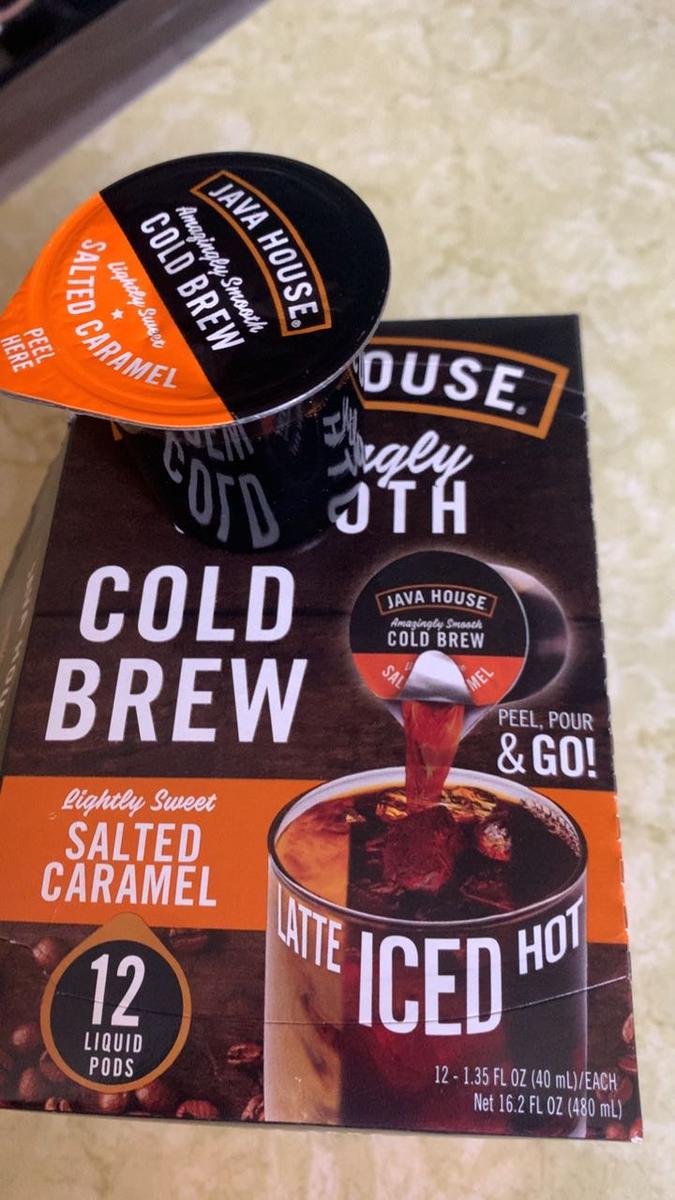 JAVA HOUSE®
Amazingly Smooth
COLD BREW
Lightly Sweet
SALTED CARAMEL
PEEL
HERE
COLD
OUSE
OTH
COLD
BREW
JAVA HOUSE
Amazingly Smooth
COLD BREW
PEEL, POUR
& GO!
Lightly Sweet
SALTED
CARAMEL
LATTE ICED HOT
12
LIQUID
PODS
12 - 1.35 FL OZ (40 mL)/EACH
Net 16.2 FL OZ (480 mL)